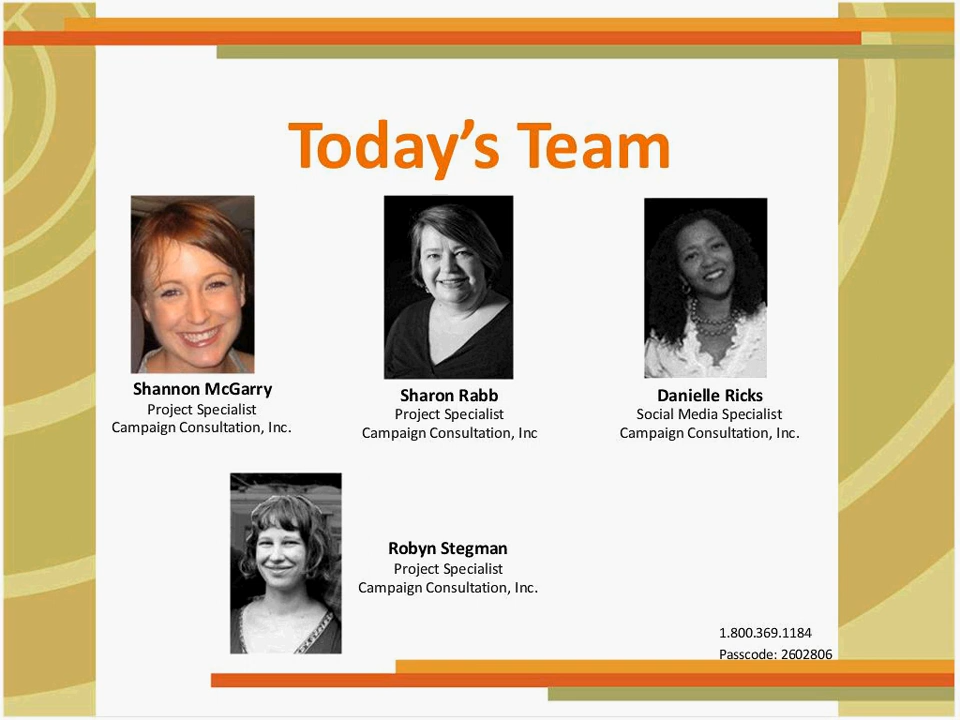 Today’s Team
Shannon McGarry
Project Specialist
Campaign Consultation, Inc.
Sharon Rabb
Project Specialist
Campaign Consultation, Inc
Danielle Ricks
Social Media Specialist
Campaign Consultation, Inc.
Robyn Stegman
Project Specialist
Campaign Consultation, Inc.
1.800.369.1184
Passcode: 2602806